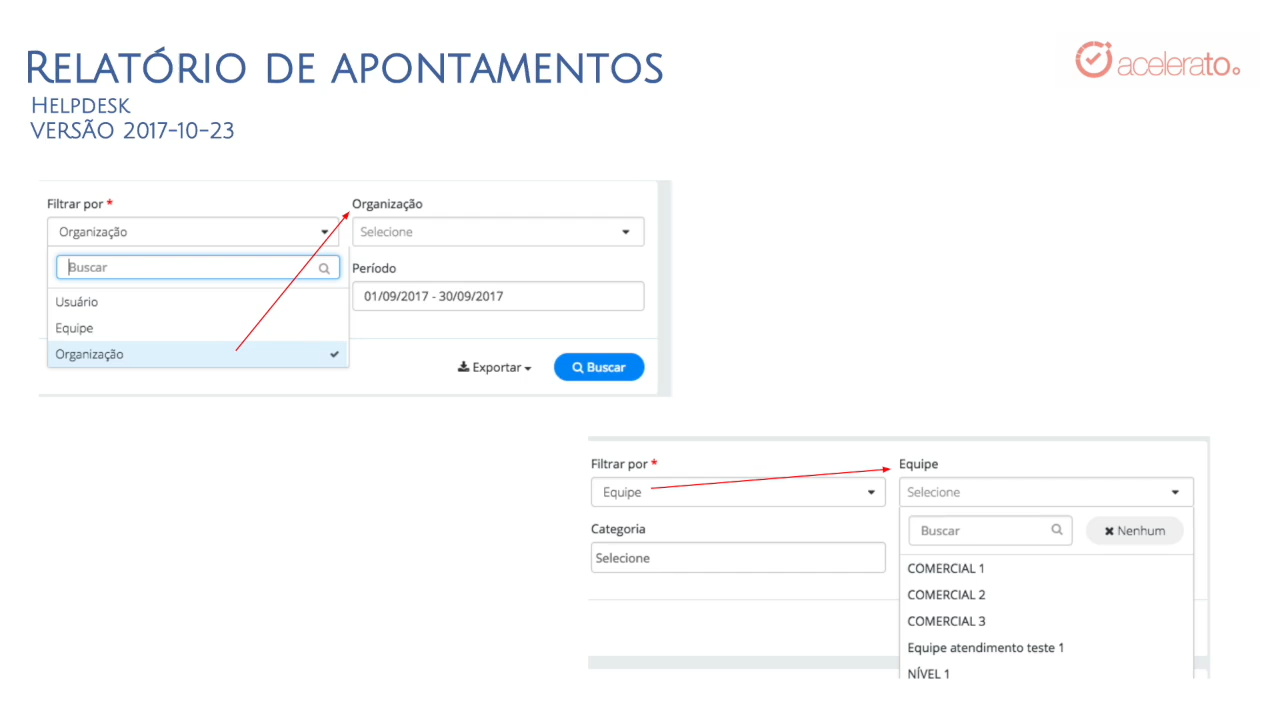 Relatório de apontamentos
acelerato
Helpdesk
versão 2017-10-23
Filtrar por *
Organização
Organização
Selecione
Buscar
Período
01/09/2017 - 30/09/2017
Usuário
Equipe
Organização
Exportar
Buscar
Filtrar por *
Equipe
Equipe
Selecione
Categoria
Selecione
Buscar
Nenhum
COMERCIAL 1
COMERCIAL 2
COMERCIAL 3
Equipe atendimento teste 1
NÍVEL 1